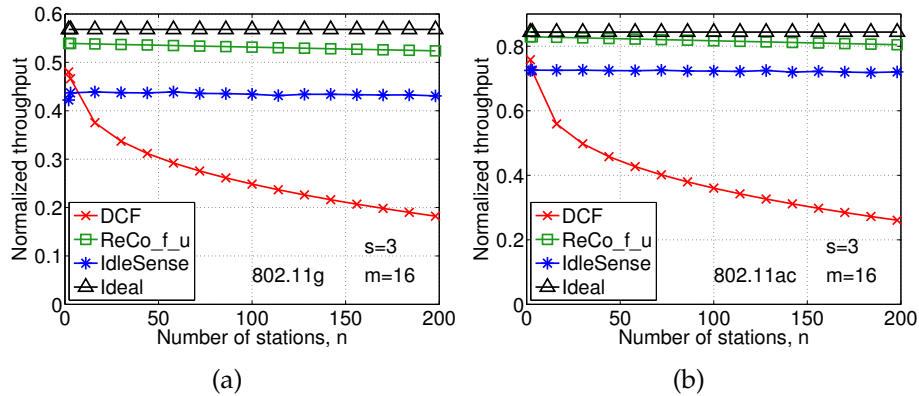 0.6
0.5
0.4
0.3
0.2
0.1
0
Normalized throughput
DCF
ReCo_f_u
IdleSense
Ideal
s=3
802.11g m=16
0 50 100 150 200
Number of stations, n
(a)
0.8
0.6
0.4
0.2
0
Normalized throughput
DCF
ReCo_f_u
IdleSense
Ideal
s=3
802.11ac m=16
0 50 100 150 200
Number of stations, n
(b)